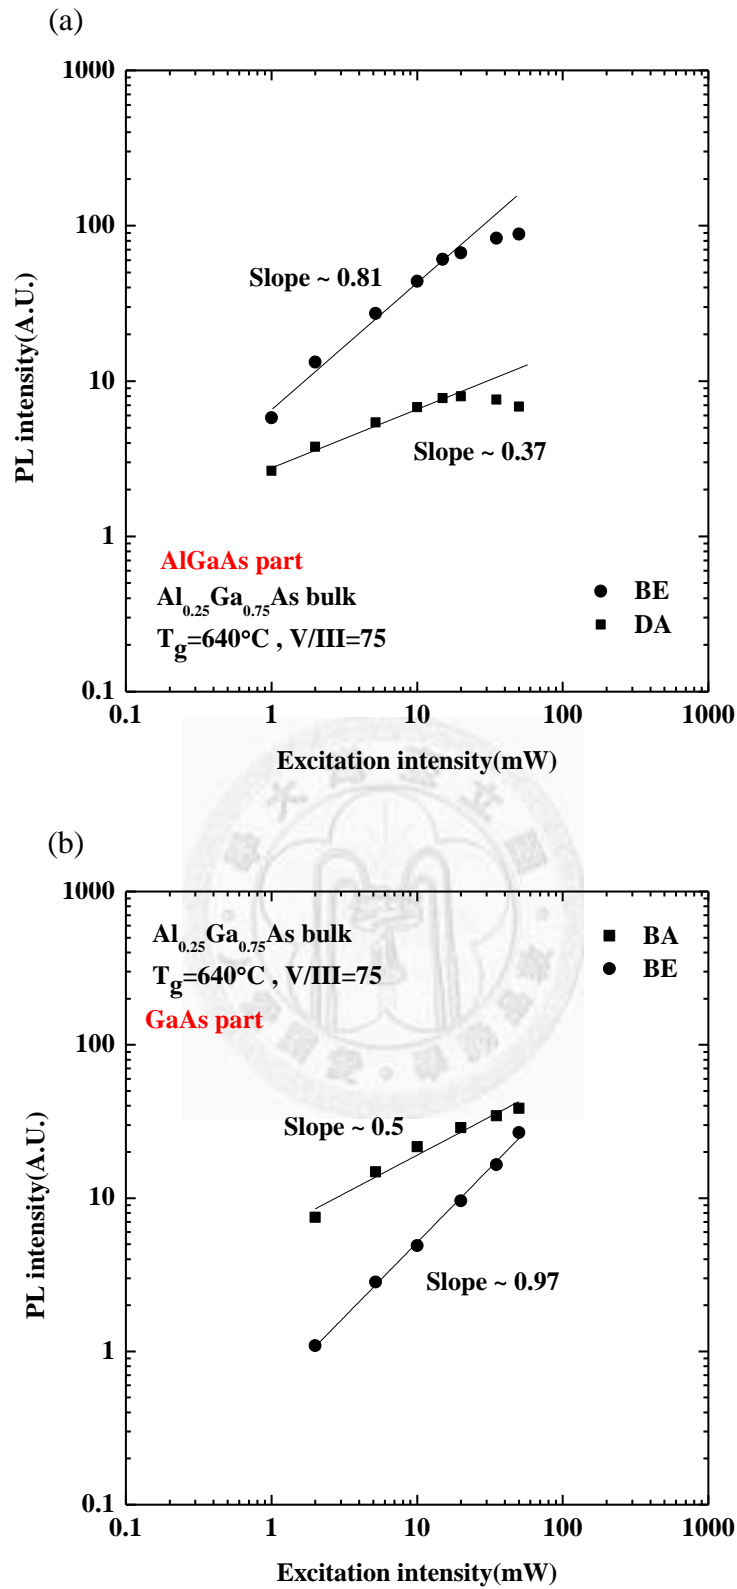 (a)
1000
100
10
1
0.1
PL intensity(A.U.)
Slope ~ 0.81
Slope ~ 0.37
AlGaAs part
Al0.25Ga0.75As bulk
Tg=640°C , V/III=75
BE
DA
0.1 1 10 100 1000
Excitation intensity(mW)
(b)
1000
100
10
1
0.1
PL intensity(A.U.)
Al0.25Ga0.75As bulk
Tg=640°C , V/III=75
GaAs part
BA
BE
Slope ~ 0.5
Slope ~ 0.97
0.1 1 10 100 1000
Excitation intensity(mW)